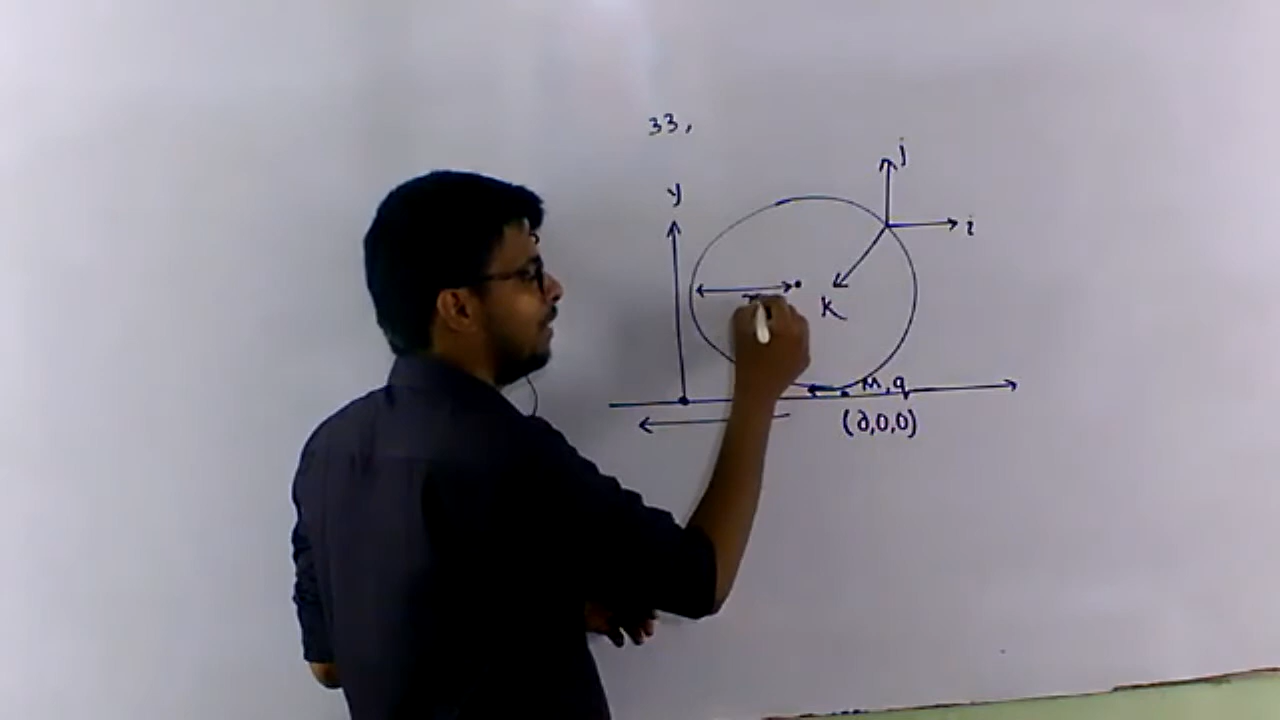 33,
j
y
i
K
M, q
(∂,0,0)